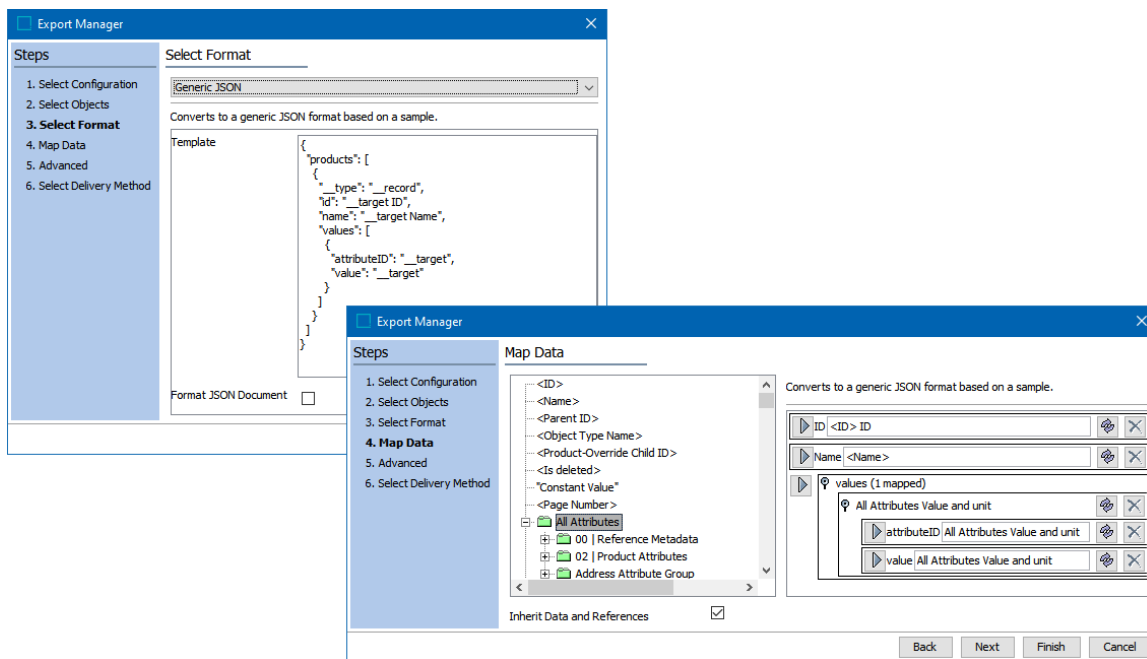 Export Manager
Steps
1. Select Configuration
2. Select Objects
3. Select Format
4. Map Data
5. Advanced
6. Select Delivery Method
Select Format
Generic JSON
Converts to a generic JSON format based on a sample.
Template
{
"products": [
{
"__type": "__record",
"id": "__target ID",
"name": "__target Name",
"values": [
{
"attributeID": "__target",
"value": "__target"
}
]
}
]
}
Format JSON Document
Export Manager
Steps
1. Select Configuration
2. Select Objects
3. Select Format
4. Map Data
5. Advanced
6. Select Delivery Method
Map Data
<ID>
<Name>
<Parent ID>
<Object Type Name>
<Product-Override Child ID>
<Is deleted>
"Constant Value"
<Page Number>
All Attributes
00 | Reference Metadata
02 | Product Attributes
Address Attribute Group
Inherit Data and References
Converts to a generic JSON format based on a sample.
ID <ID> ID
Name <Name>
values (1 mapped)
All Attributes Value and unit
attributeID All Attributes Value and unit
value All Attributes Value and unit
Back Next Finish Cancel